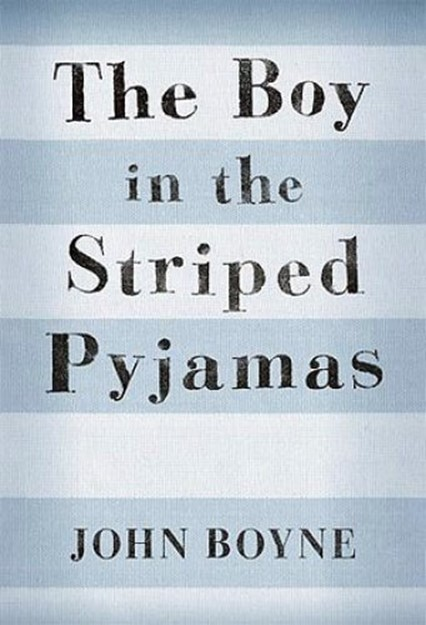 The Boy
in the
Striped
Pyjamas
JOHN BOYNE